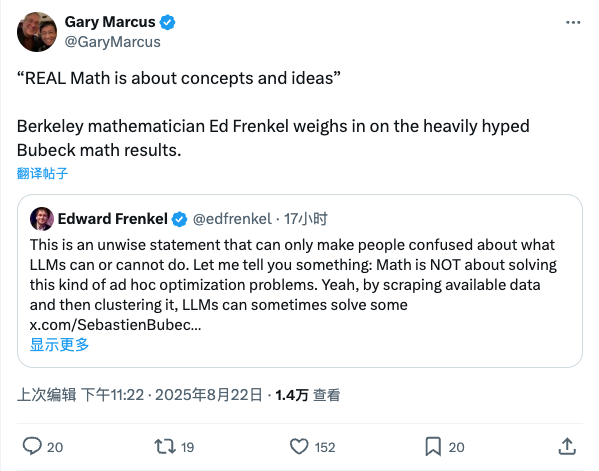 Gary Marcus
@GaryMarcus
“REAL Math is about concepts and ideas”
Berkeley mathematician Ed Frenkel weighs in on the heavily hyped
Bubeck math results.
翻译帖子
Edward Frenkel @edfrenkel · 17小时
This is an unwise statement that can only make people confused about what
LLMs can or cannot do. Let me tell you something: Math is NOT about solving
this kind of ad hoc optimization problems. Yeah, by scraping available data
and then clustering it, LLMs can sometimes solve some
x.com/SebastienBubec...
显示更多
上次编辑 下午11:22 · 2025年8月22日 · 1.4万 查看
20 19 152 20